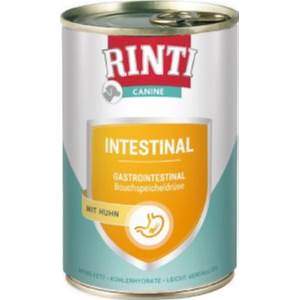 RINTI
CANINE
INTESTINAL
GASTROINTESTINAL
Bauchspeicheldrüse
MIT HUHN